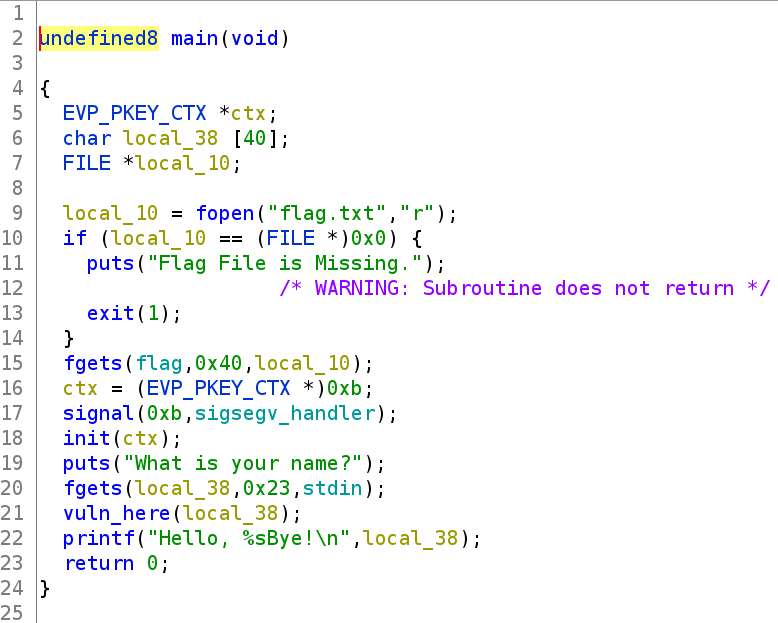 1
2 undefined8 main(void)
3
4 {
5   EVP_PKEY_CTX *ctx;
6   char local_38 [40];
7   FILE *local_10;
8
9   local_10 = fopen("flag.txt","r");
10   if (local_10 == (FILE *)0x0) {
11     puts("Flag File is Missing.");
12                     /* WARNING: Subroutine does not return */
13     exit(1);
14   }
15   fgets(flag,0x40,local_10);
16   ctx = (EVP_PKEY_CTX *)0xb;
17   signal(0xb,sigsegv_handler);
18   init(ctx);
19   puts("What is your name?");
20   fgets(local_38,0x23,stdin);
21   vuln_here(local_38);
22   printf("Hello, %sBye!\n",local_38);
23   return 0;
24 }
25